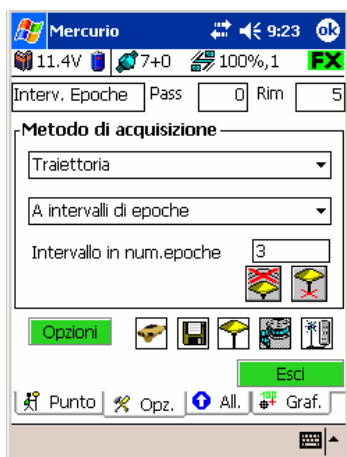 Mercurio 9:23 ok
11.4V 7+0 100%,1 FX
Interv. Epoche Pass 0 Rim 5
Metodo di acquisizione
Traiettoria
A intervalli di epoche
Intervallo in num.epoche 3
Opzioni
Esci
Punto Opz. All. Graf.